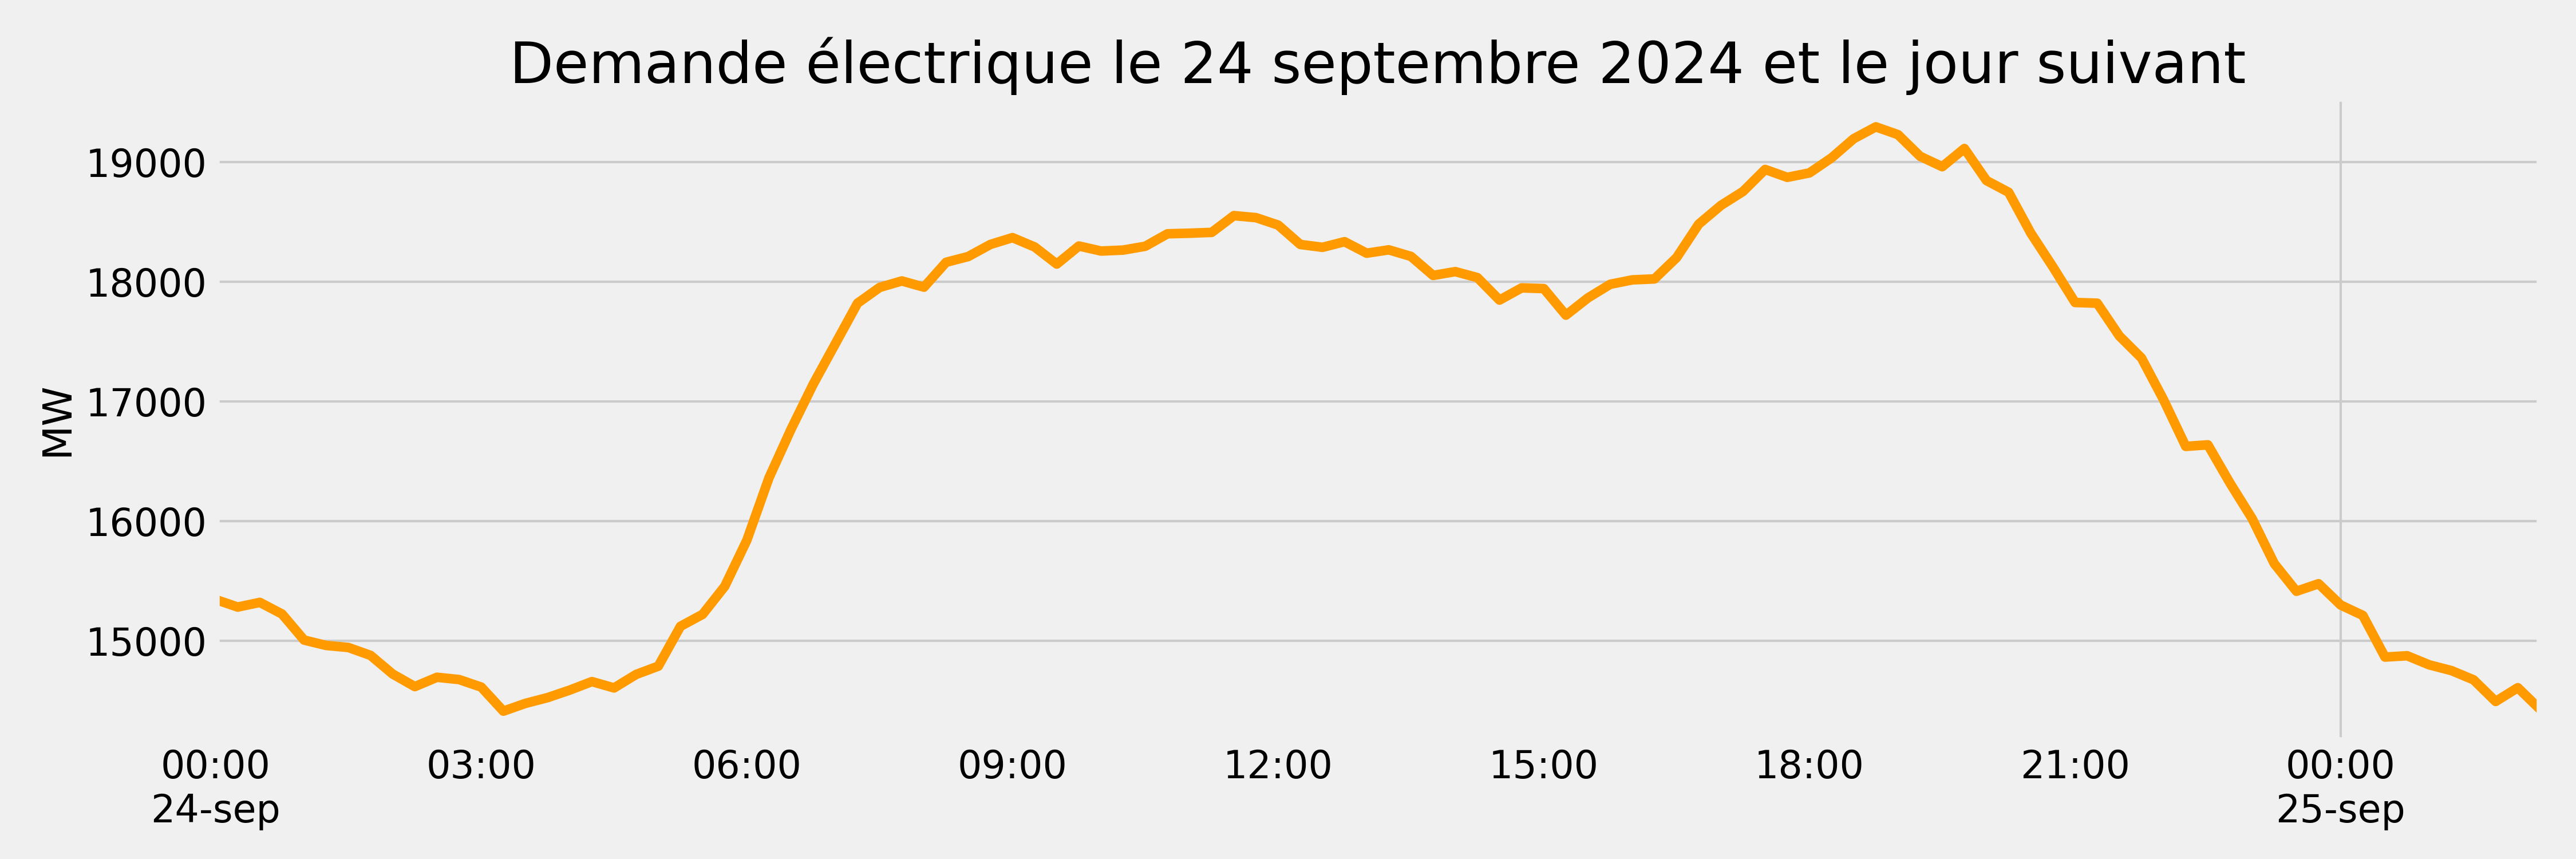 Demande électrique le 24 septembre 2024 et le jour suivant
19000
18000
17000
16000
15000
MW
00:00 03:00 06:00 09:00 12:00 15:00 18:00 21:00 00:00
24-sep 25-sep